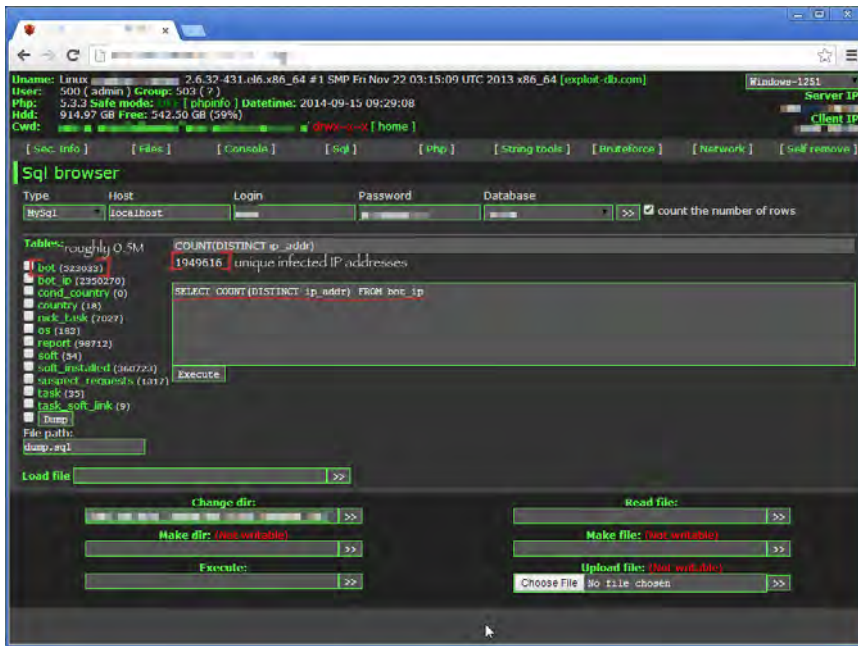 Uname: Linux 2.6.32-431.el6.x86_64 #1 SMP Fri Nov 22 03:15:09 UTC 2013 x86_64 [exploit-db.com]
Windows-1251
User: 500 ( admin ) Group: 503 ( ? )
Server IP
Php: 5.3.3 Safe mode: OFF [ phpinfo ] Datetime: 2014-09-15 09:29:08
Hdd: 914.97 GB Free: 542.50 GB (59%)
Client IP
Cwd: drwx--x--x [ home ]
[ Sec. Info ] [ Files ] [ Console ] [ Sql ] [ Php ] [ String tools ] [ Bruteforce ] [ Network ] [ Self remove ]
Sql browser
Type Host Login Password Database
MySql localhost >> count the number of rows
Tables: roughly 0.5M COUNT(DISTINCT ip_addr)
bot (523033) 1949616 unique infected IP addresses
bot_ip (2350270)
cond_country (0) SELECT COUNT(DISTINCT ip_addr) FROM bot_ip
country (18)
nick_task (7027)
os (183)
report (98712)
soft (54)
soft_installed (360723)
Execute
suspect_requests (1317)
task (35)
task_soft_link (9)
Dump
File path:
dump.sql
Load file >>
Change dir: Read file:
>> >>
Make dir: (Not writable) Make file: (Not writable)
>> >>
Execute: Upload file: (Not writable)
>> Choose File No file chosen >>